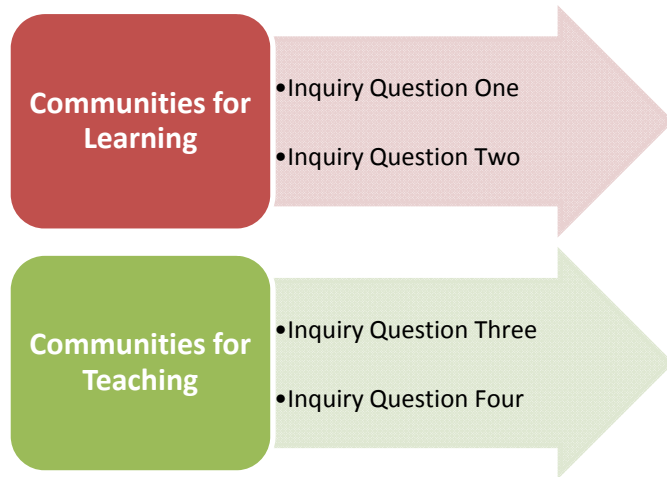 Communities for
Learning
•Inquiry Question One
•Inquiry Question Two
Communities for
Teaching
•Inquiry Question Three
•Inquiry Question Four